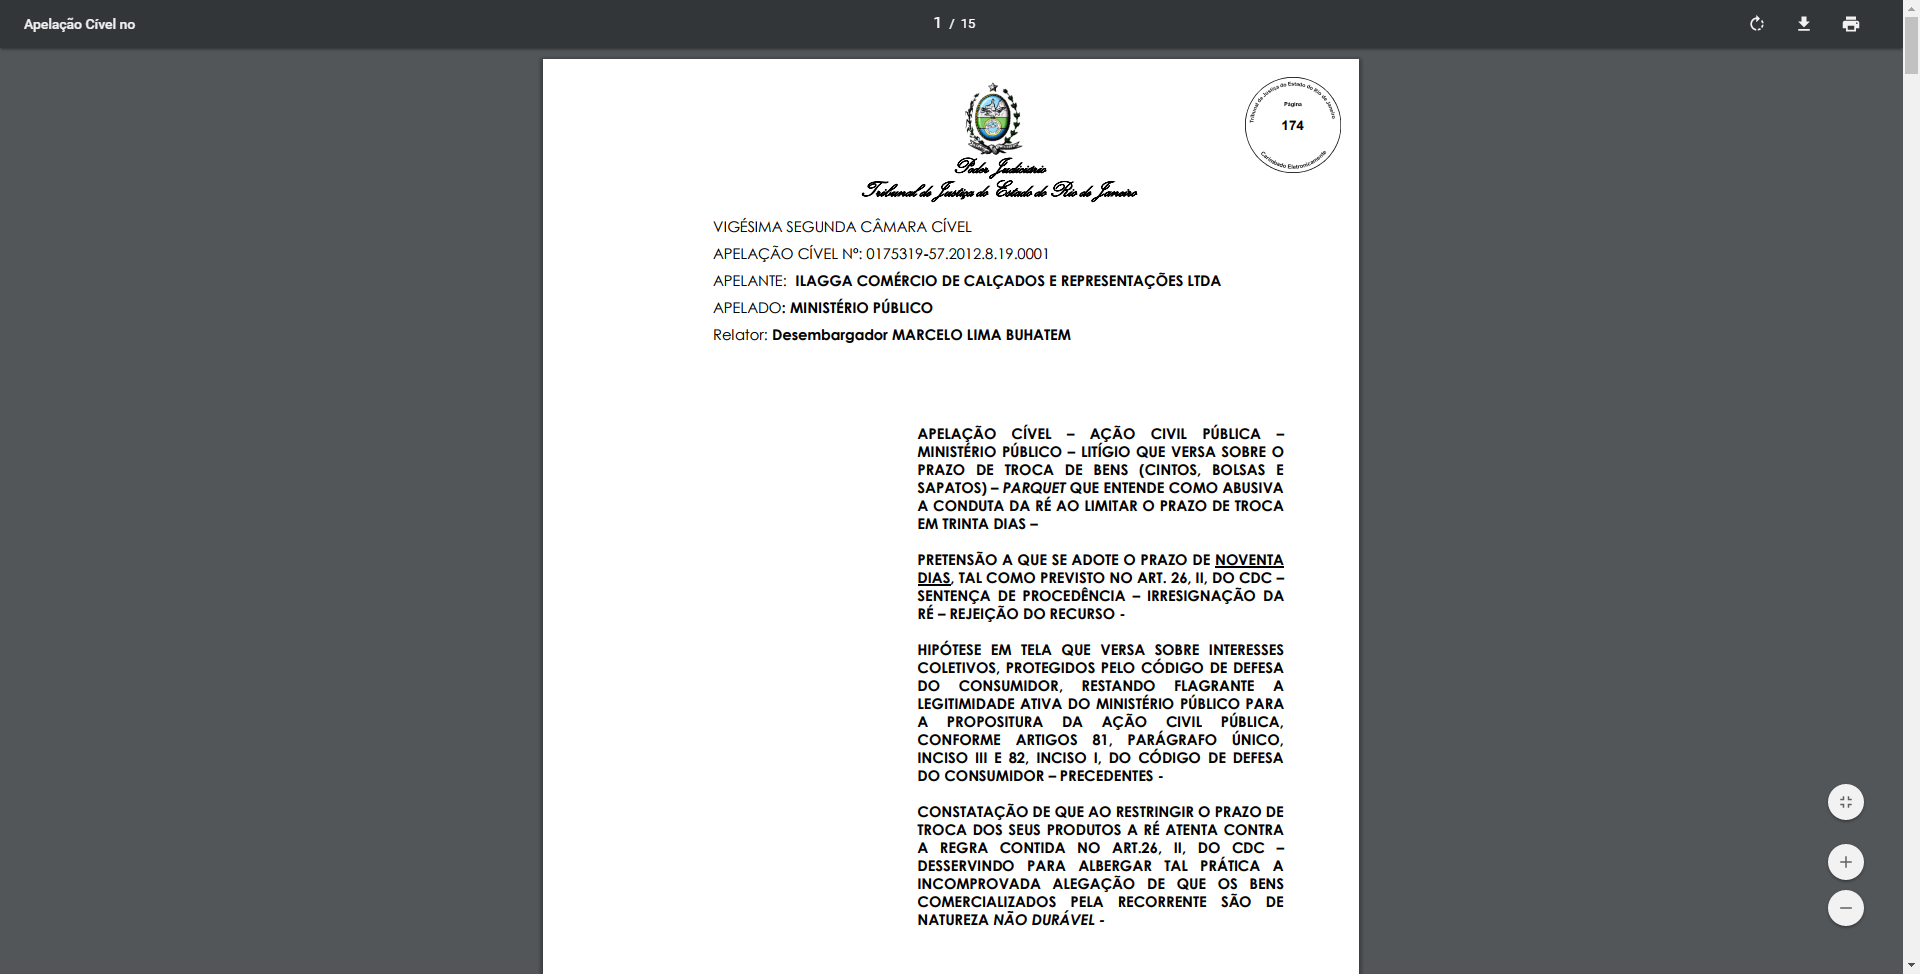 Apelação Cível no
1 / 15
Tribunal de Justiça do Estado do Rio de Janeiro
Página
174
Carimbado Eletronicamente
Poder Judiciário
Tribunal de Justiça do Estado do Rio de Janeiro
VIGÉSIMA SEGUNDA CÂMARA CÍVEL
APELAÇÃO CÍVEL Nº: 0175319-57.2012.8.19.0001
APELANTE: ILAGGA COMÉRCIO DE CALÇADOS E REPRESENTAÇÕES LTDA
APELADO: MINISTÉRIO PÚBLICO
Relator: Desembargador MARCELO LIMA BUHATEM
APELAÇÃO CÍVEL – AÇÃO CIVIL PÚBLICA –
MINISTÉRIO PÚBLICO – LITÍGIO QUE VERSA SOBRE O
PRAZO DE TROCA DE BENS (CINTOS, BOLSAS E
SAPATOS) – PARQUET QUE ENTENDE COMO ABUSIVA
A CONDUTA DA RÉ AO LIMITAR O PRAZO DE TROCA
EM TRINTA DIAS –
PRETENSÃO A QUE SE ADOTE O PRAZO DE NOVENTA
DIAS, TAL COMO PREVISTO NO ART. 26, II, DO CDC –
SENTENÇA DE PROCEDÊNCIA – IRRESIGNAÇÃO DA
RÉ – REJEIÇÃO DO RECURSO -
HIPÓTESE EM TELA QUE VERSA SOBRE INTERESSES
COLETIVOS, PROTEGIDOS PELO CÓDIGO DE DEFESA
DO CONSUMIDOR, RESTANDO FLAGRANTE A
LEGITIMIDADE ATIVA DO MINISTÉRIO PÚBLICO PARA
A PROPOSITURA DA AÇÃO CIVIL PÚBLICA,
CONFORME ARTIGOS 81, PARÁGRAFO ÚNICO,
INCISO III E 82, INCISO I, DO CÓDIGO DE DEFESA
DO CONSUMIDOR – PRECEDENTES -
CONSTATAÇÃO DE QUE AO RESTRINGIR O PRAZO DE
TROCA DOS SEUS PRODUTOS A RÉ ATENTA CONTRA
A REGRA CONTIDA NO ART.26, II, DO CDC –
DESSERVINDO PARA ALBERGAR TAL PRÁTICA A
INCOMPROVADA ALEGAÇÃO DE QUE OS BENS
COMERCIALIZADOS PELA RECORRENTE SÃO DE
NATUREZA NÃO DURÁVEL -